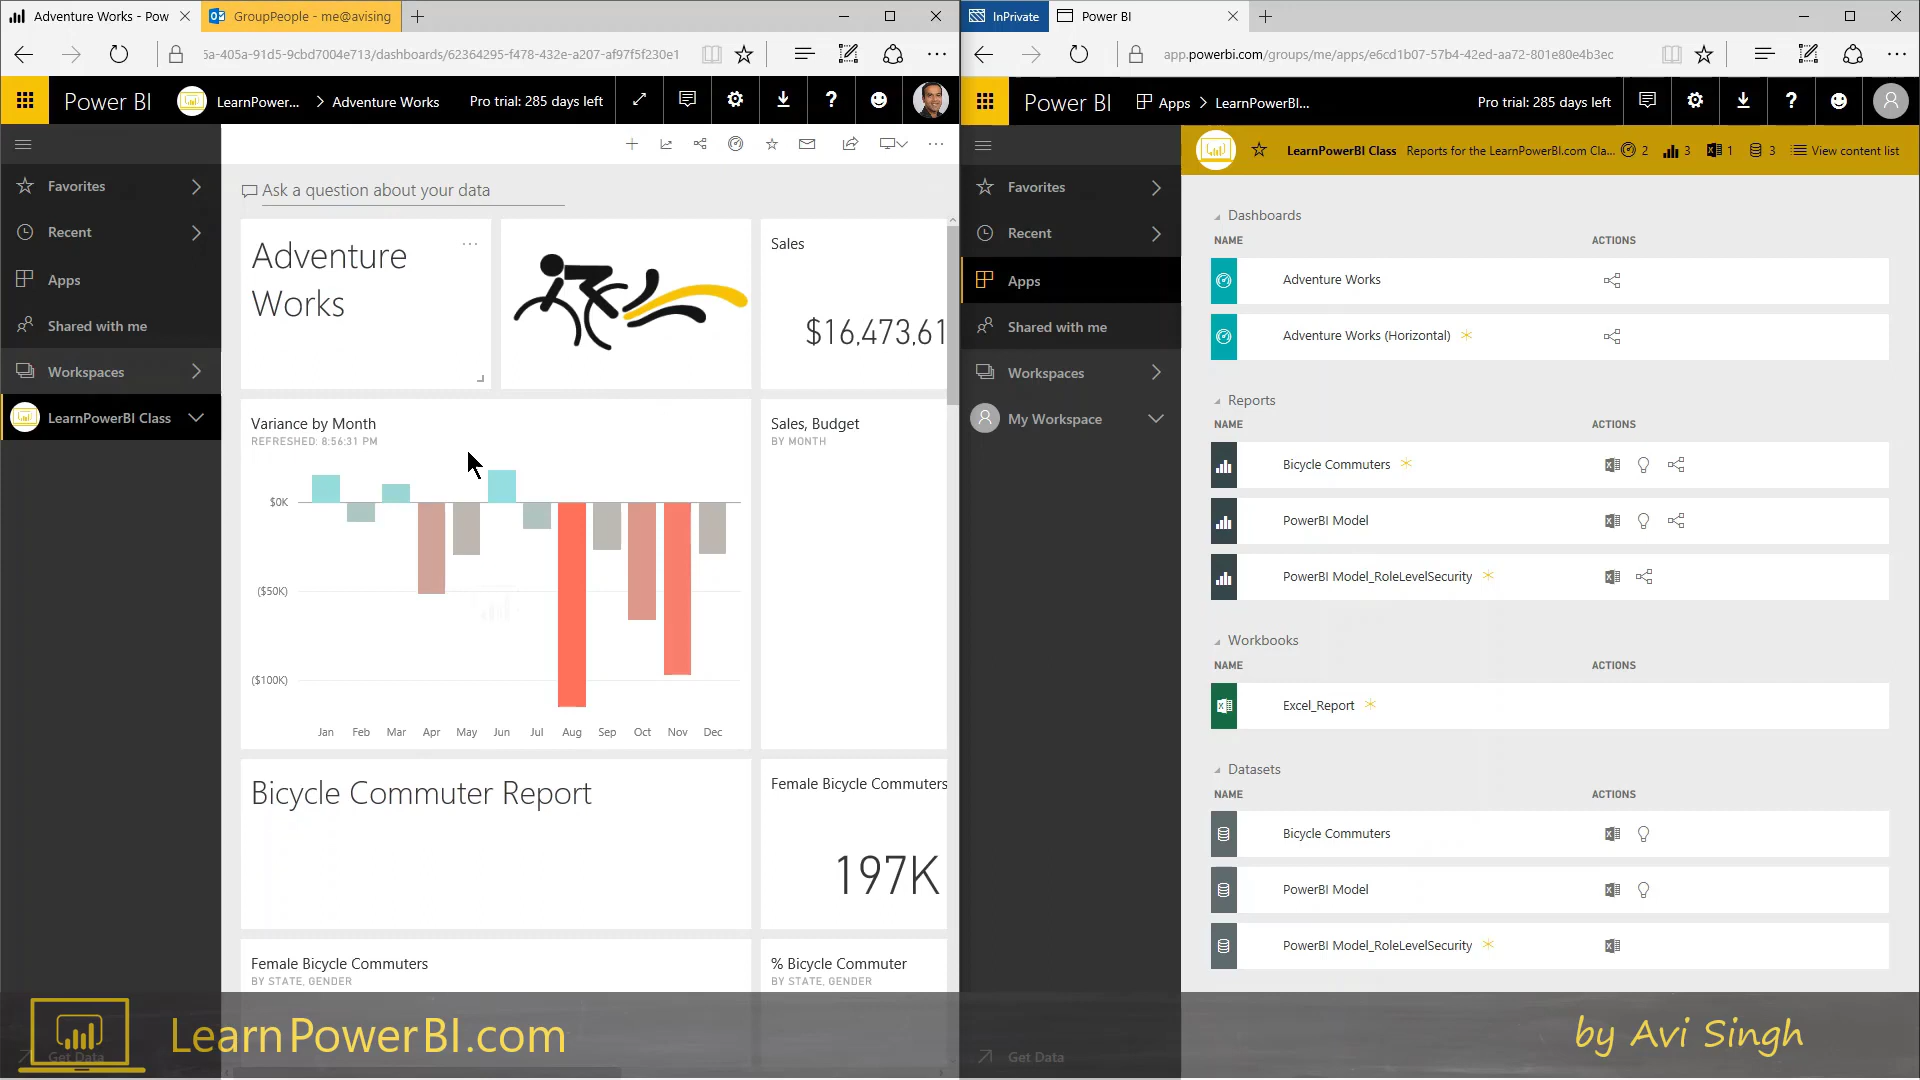 Adventure Works - Pow
GroupPeople - me@avising
5a-405a-91d5-9cbd7004e713/dashboards/62364295-f478-432e-a207-af97f5f230e1
Power BI
LearnPower...
Adventure Works
Pro trial: 285 days left
Favorites
Recent
Apps
Shared with me
Workspaces
LearnPowerBI Class
Get Data
Ask a question about your data
Adventure
Works
Sales
$16,473,61
Variance by Month
REFRESHED: 8:56:31 PM
$0K
($50K)
($100K)
Jan Feb Mar Apr May Jun Jul Aug Sep Oct Nov Dec
Sales, Budget
BY MONTH
Bicycle Commuter Report
Female Bicycle Commuters
197K
Female Bicycle Commuters
BY STATE, GENDER
% Bicycle Commuter
BY STATE, GENDER
InPrivate
Power BI
app.powerbi.com/groups/me/apps/e6cd1b07-57b4-42ed-aa72-801e80e4b3ec
Power BI
Apps
LearnPowerBI...
Pro trial: 285 days left
Favorites
Recent
Apps
Shared with me
Workspaces
My Workspace
Get Data
LearnPowerBI Class Reports for the LearnPowerBI.com Cla... 2 3 1 3 View content list
Dashboards
NAME ACTIONS
Adventure Works
Adventure Works (Horizontal)
Reports
NAME ACTIONS
Bicycle Commuters
PowerBI Model
PowerBI Model_RoleLevelSecurity
Workbooks
NAME ACTIONS
Excel_Report
Datasets
NAME ACTIONS
Bicycle Commuters
PowerBI Model
PowerBI Model_RoleLevelSecurity
LearnPowerBI.com
by Avi Singh